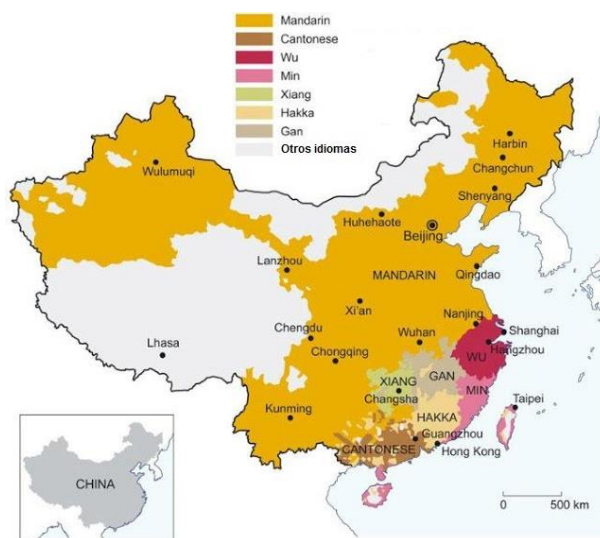 Mandarin
Cantonese
Wu
Min
Xiang
Hakka
Gan
Otros idiomas
Harbin
Changchun
Wulumuqi
Shenyang
Huhehaote
Beijing
Lanzhou
MANDARIN
Qingdao
Xi'an
Nanjing
Chengdu
Wuhan
Shanghai
Lhasa
Hangzhou
Chongqing
WU
GAN
XIANG
MIN
Changsha
Taipei
Kunming
HAKKA
Guangzhou
CANTONESE
Hong Kong
CHINA
0 500 km